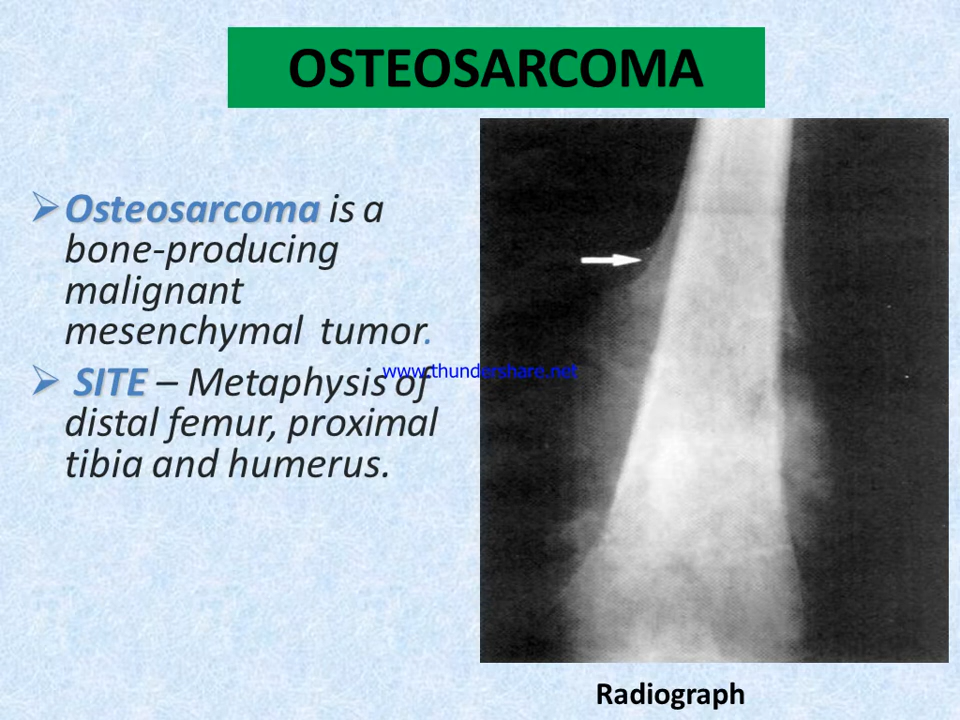 OSTEOSARCOMA
➢Osteosarcoma is a
bone-producing
malignant
mesenchymal tumor.
➢ SITE – Metaphysis of
distal femur, proximal
tibia and humerus.
www.thundershare.net
Radiograph